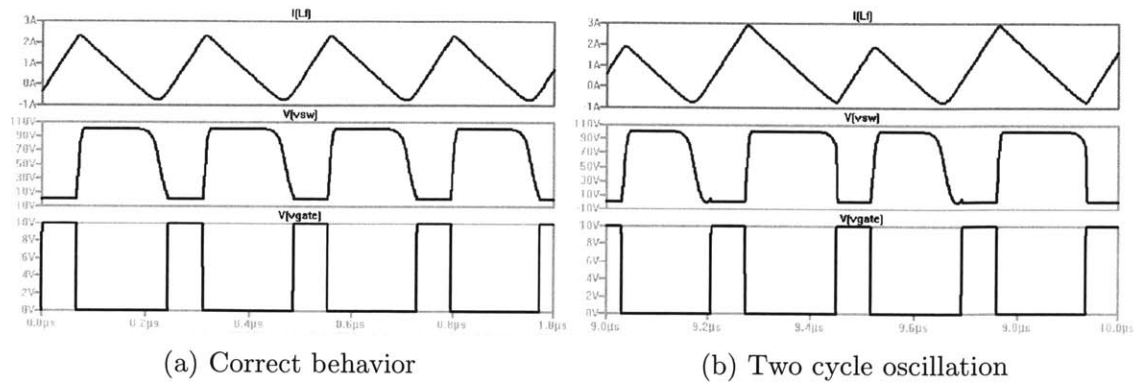 I[Lf]
3A
2A
1A
0A
-1A
V[vsw]
110V
90V
70V
50V
30V
10V
-10V
V[vgate]
10V
8V
6V
4V
2V
0V
0.0µs 0.2µs 0.4µs 0.6µs 0.8µs 1.0µs
(a) Correct behavior
I[Lf]
3A
2A
1A
0A
-1A
V[vsw]
110V
90V
70V
50V
30V
10V
-10V
V[vgate]
10V
8V
6V
4V
2V
0V
9.0µs 9.2µs 9.4µs 9.6µs 9.8µs 10.0µs
(b) Two cycle oscillation